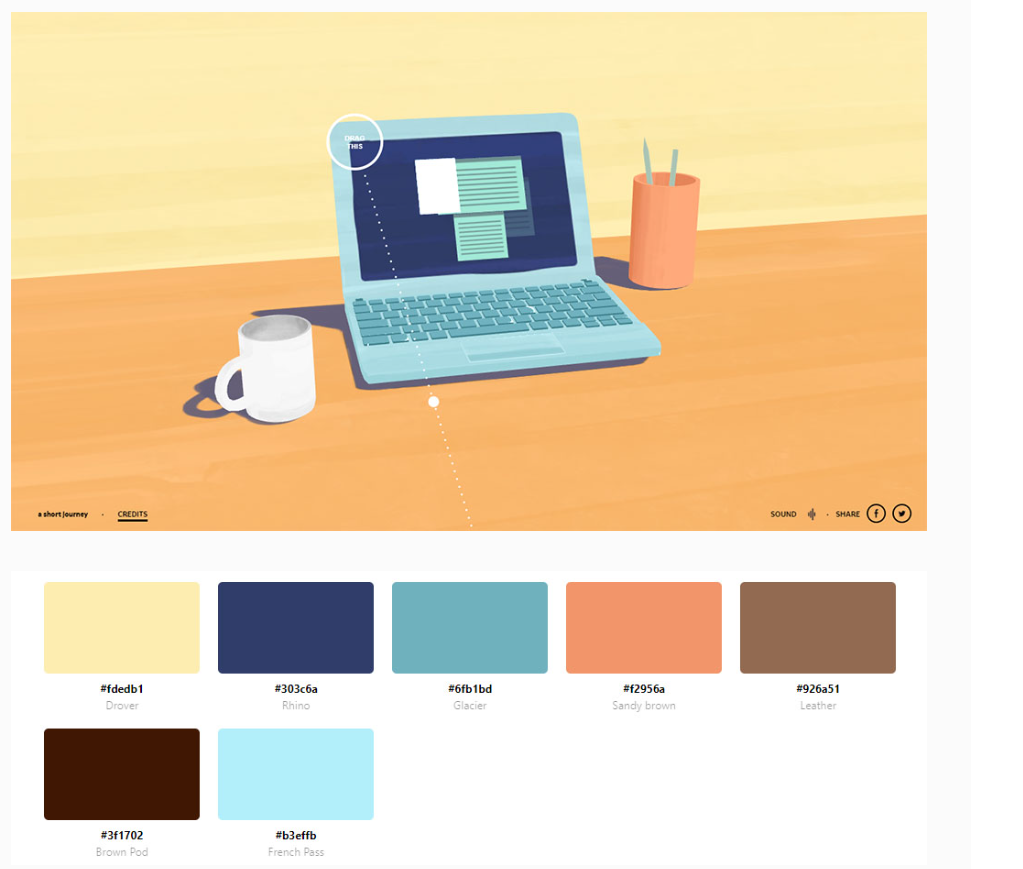 DRAG
THIS
a short journey · CREDITS
SOUND · SHARE
#fdedb1
Drover
#303c6a
Rhino
#6fb1bd
Glacier
#f2956a
Sandy brown
#926a51
Leather
#3f1702
Brown Pod
#b3effb
French Pass